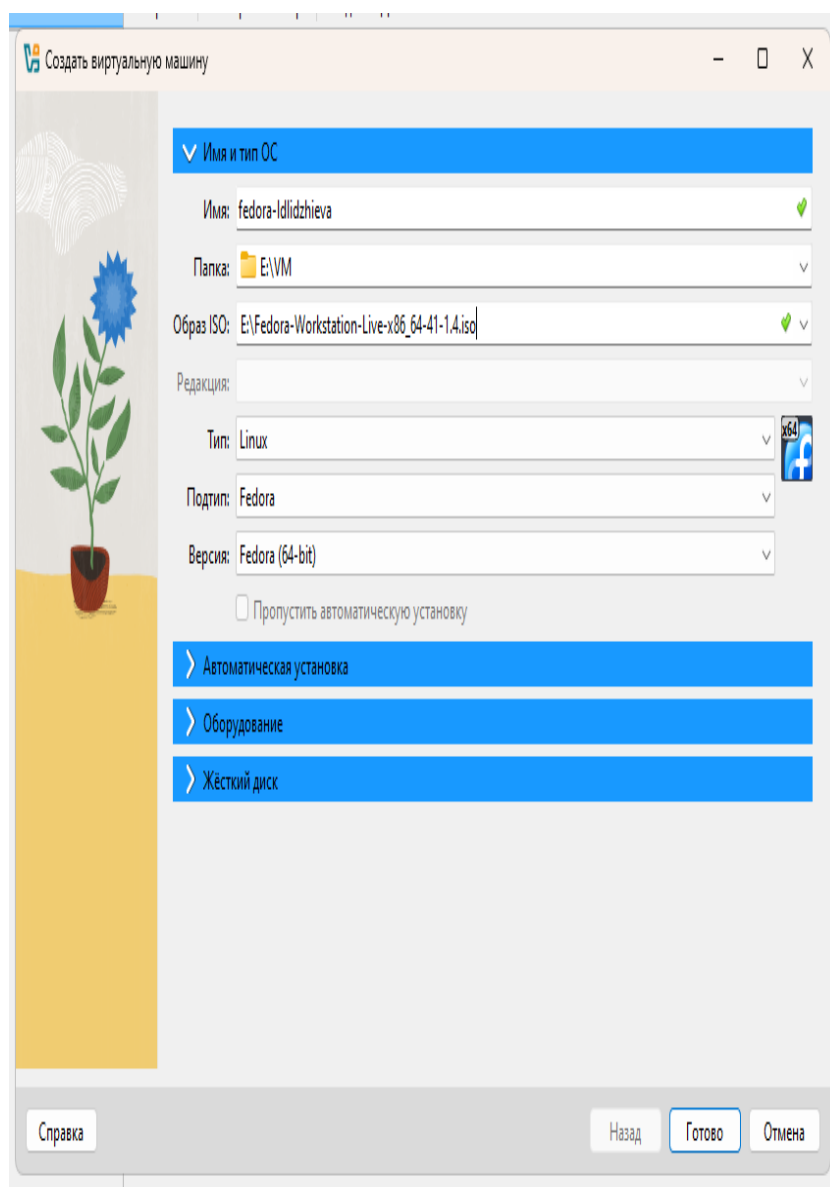 Создать виртуальную машину
Имя и тип ОС
Имя: fedora-ldlidzhieva
Папка: E:\VM
Образ ISO: E:\Fedora-Workstation-Live-x86_64-41-1.4.iso
Редакция:
Тип: Linux
x64
Подтип: Fedora
Версия: Fedora (64-bit)
Пропустить автоматическую установку
Автоматическая установка
Оборудование
Жёсткий диск
Справка Назад Готово Отмена